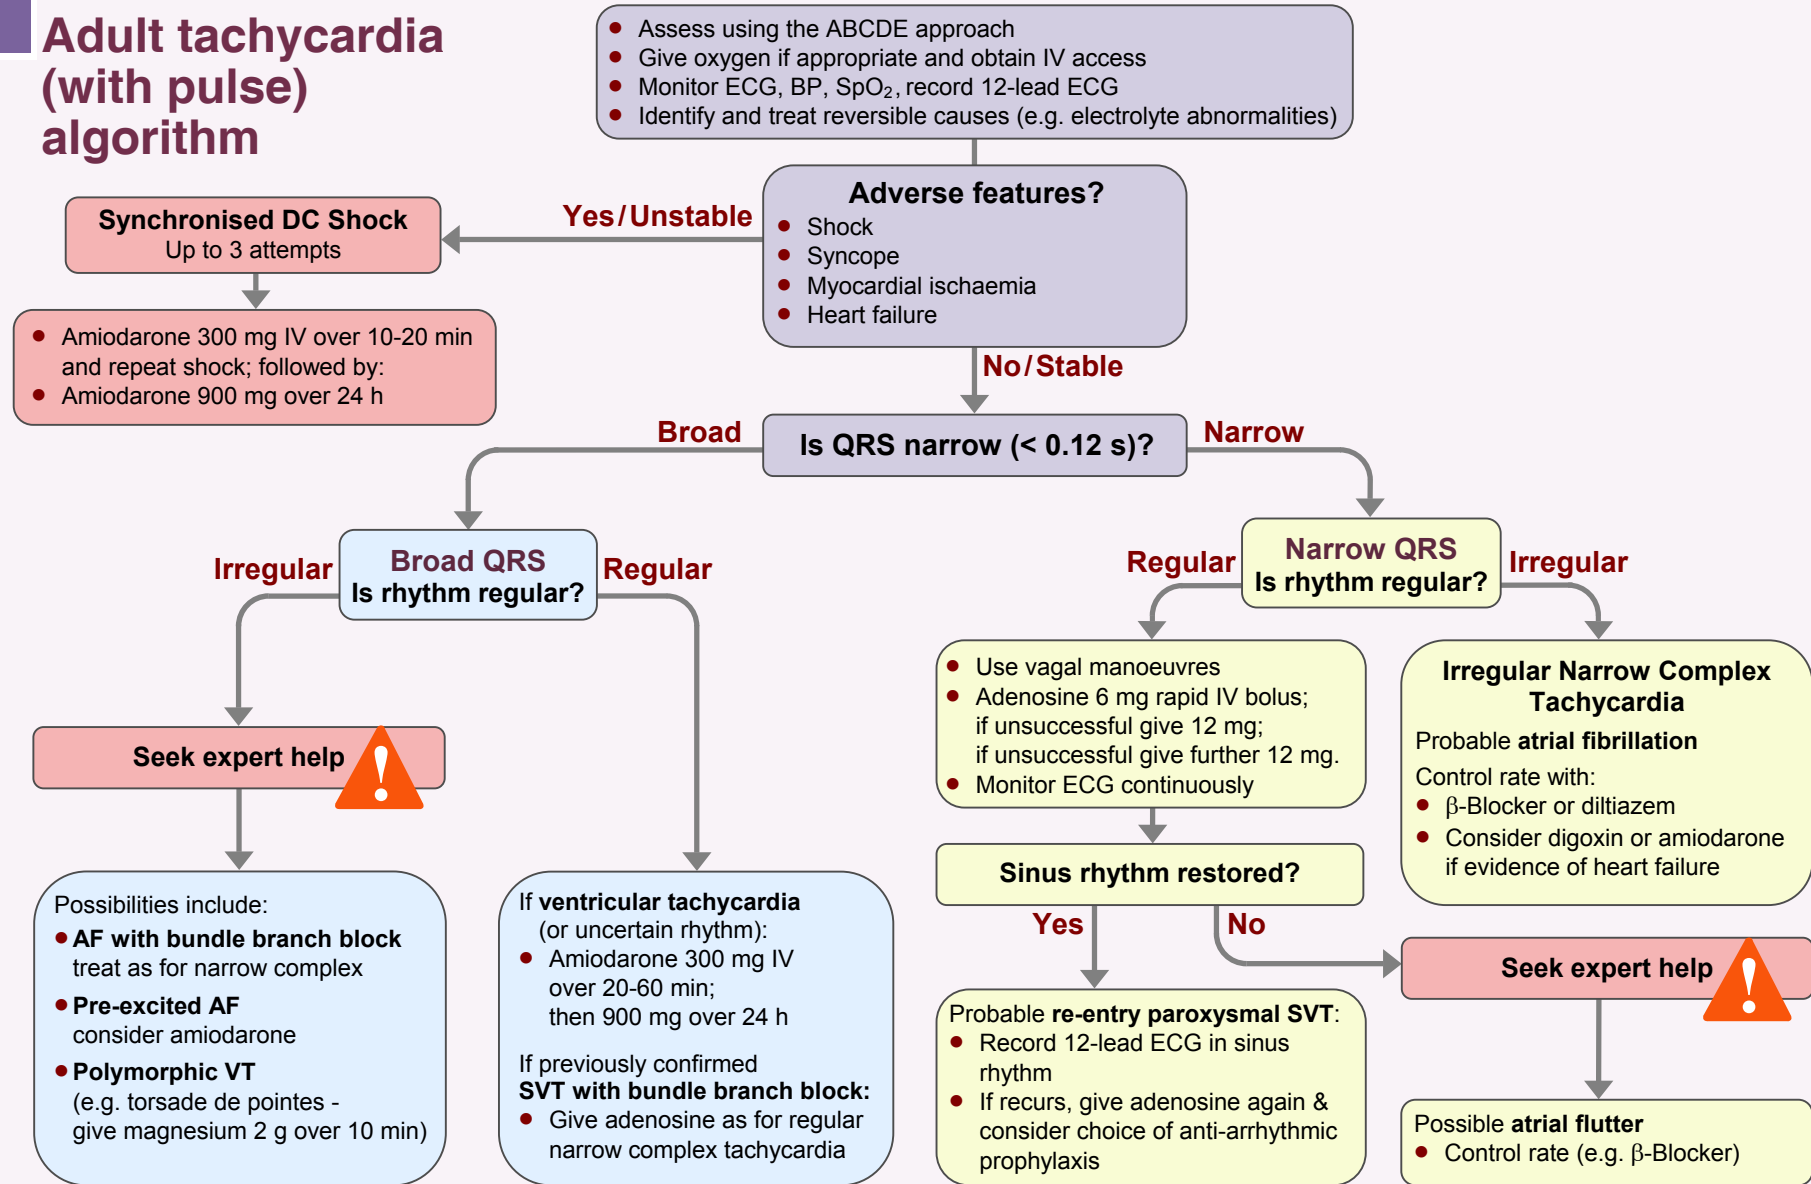 Adult tachycardia
(with pulse)
algorithm
• Assess using the ABCDE approach
• Give oxygen if appropriate and obtain IV access
• Monitor ECG, BP, SpO₂, record 12-lead ECG
• Identify and treat reversible causes (e.g. electrolyte abnormalities)
Adverse features?
• Shock
• Syncope
• Myocardial ischaemia
• Heart failure
Yes/Unstable
Synchronised DC Shock
Up to 3 attempts
• Amiodarone 300 mg IV over 10-20 min
and repeat shock; followed by:
• Amiodarone 900 mg over 24 h
No/Stable
Is QRS narrow (< 0.12 s)?
Broad
Narrow
Broad QRS
Is rhythm regular?
Irregular
Regular
Seek expert help
!
Possibilities include:
• AF with bundle branch block
treat as for narrow complex
• Pre-excited AF
consider amiodarone
• Polymorphic VT
(e.g. torsade de pointes -
give magnesium 2 g over 10 min)
If ventricular tachycardia
(or uncertain rhythm):
• Amiodarone 300 mg IV
over 20-60 min;
then 900 mg over 24 h
If previously confirmed
SVT with bundle branch block:
• Give adenosine as for regular
narrow complex tachycardia
Narrow QRS
Is rhythm regular?
Regular
Irregular
• Use vagal manoeuvres
• Adenosine 6 mg rapid IV bolus;
if unsuccessful give 12 mg;
if unsuccessful give further 12 mg.
• Monitor ECG continuously
Sinus rhythm restored?
Yes
No
Probable re-entry paroxysmal SVT:
• Record 12-lead ECG in sinus
rhythm
• If recurs, give adenosine again &
consider choice of anti-arrhythmic
prophylaxis
Irregular Narrow Complex
Tachycardia
Probable atrial fibrillation
Control rate with:
• β-Blocker or diltiazem
• Consider digoxin or amiodarone
if evidence of heart failure
Seek expert help
!
Possible atrial flutter
• Control rate (e.g. β-Blocker)